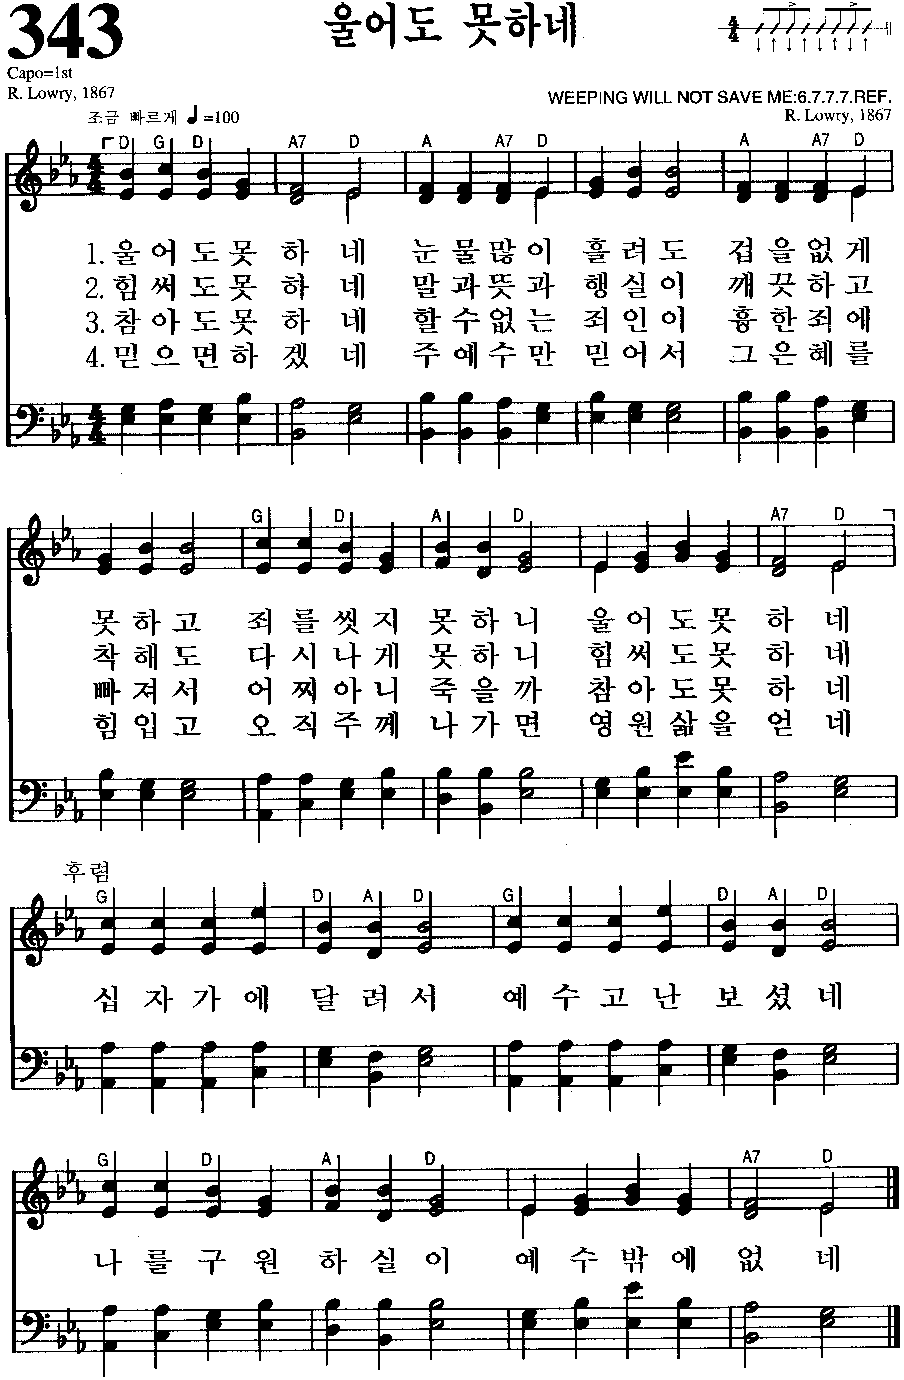 343
울어도 못하네
Capo=1st
R. Lowry, 1867
WEEPING WILL NOT SAVE ME:6.7.7.7.REF.
R. Lowry, 1867
조금 빠르게 ♩=100
D G D A7 D A A7 D A A7 D
1. 울어도못 하 네 눈물많이 흘려도 겁을없게
2. 힘써도못 하 네 말과뜻과 행실이 깨끗하고
3. 참아도못 하 네 할수없는 죄인이 흉한죄에
4. 믿으면하 겠 네 주예수만 믿어서 그은혜를
G D A D A7 D
못하고 죄를씻지 못하니 울어도못 하 네
착해도 다시나게 못하니 힘써도못 하 네
빠져서 어찌아니 죽을까 참아도못 하 네
힘입고 오직주께 나가면 영원삶을 얻 네
후렴
G D A D G D A D
십자가에 달려서 예수고난 보셨네
G D A D A7 D
나를구원 하실이 예수밖에 없 네